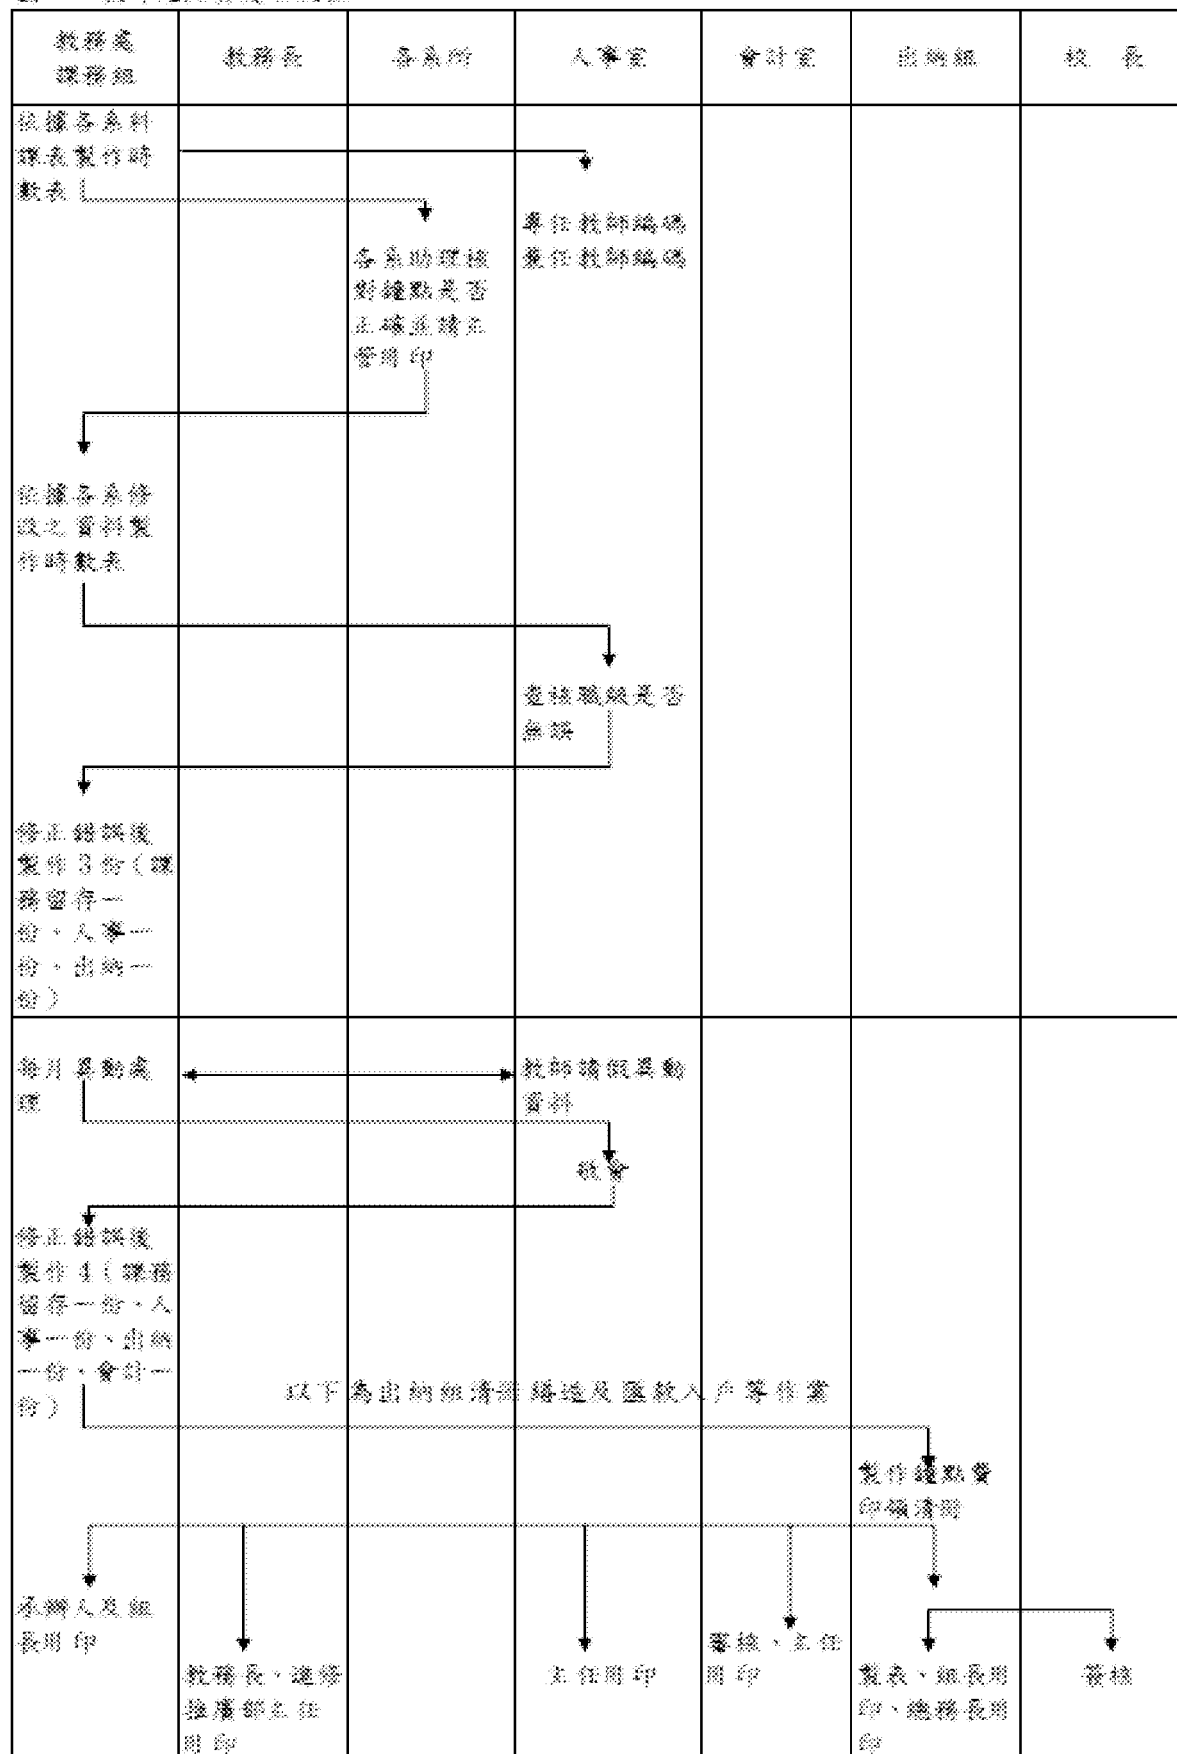 教務處
課務組
教務長
各系所
人事室
會計室
出納組
校 長
依據各系科
課表製作時
數表
專任教師編碼
兼任教師編碼
各系助理核
對鐘點是否
正確並請主
管用印
依據各系修
改之資料製
作時數表
查核職級是否
無誤
修正錯誤後
製作3份(課
務留存一
份、人事一
份、出納一
份)
每月異動處
理
教師請假異動
資料
核會
修正錯誤後
製作4(課務
留存一份、人
事一份、出納
一份、會計一
份)
以下為出納組清冊繕造及匯款入戶等作業
製作鐘點費
印領清冊
承辦人及組
長用印
教務長、進修
推廣部主任
用印
主任用印
審核、主任
用印
製表、組長用
印、總務長用
印
簽核